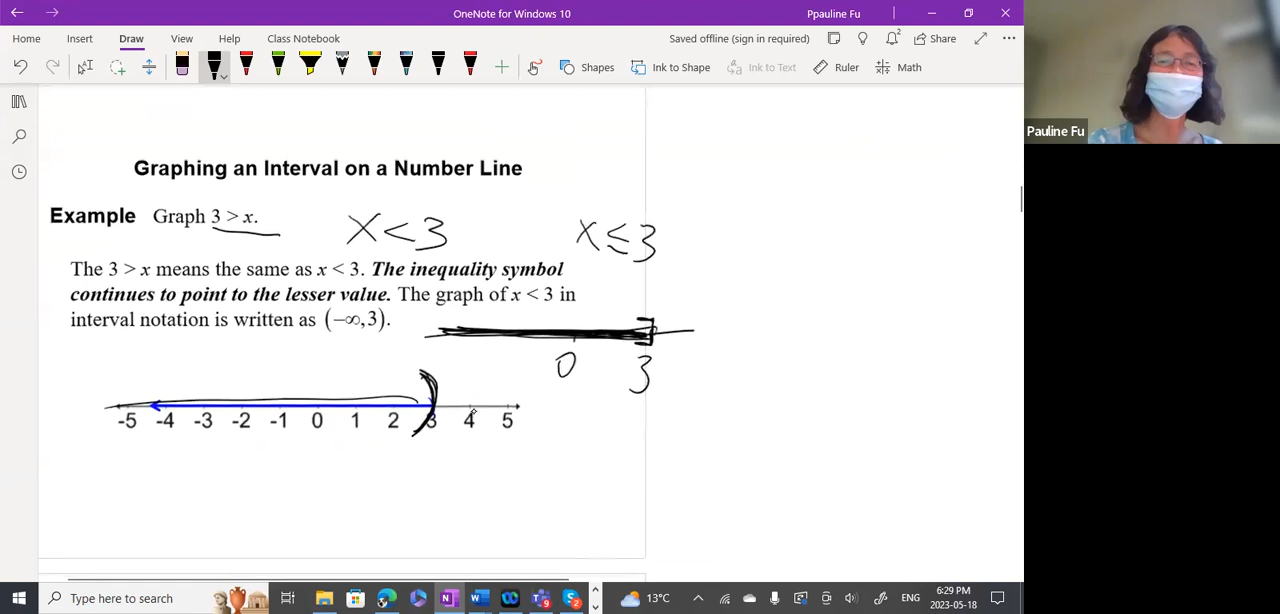 OneNote for Windows 10
Ppauline Fu
Home Insert Draw View Help Class Notebook
Saved offline (sign in required)
Share
Shapes Ink to Shape Ink to Text Ruler Math
Pauline Fu
Graphing an Interval on a Number Line
Example Graph 3 > x.
x < 3
x ≤ 3
The 3 > x means the same as x < 3. The inequality symbol
continues to point to the lesser value. The graph of x < 3 in
interval notation is written as (−∞,3).
0 3
-5 -4 -3 -2 -1 0 1 2 3 4 5
Type here to search
13°C
ENG
6:29 PM
2023-05-18